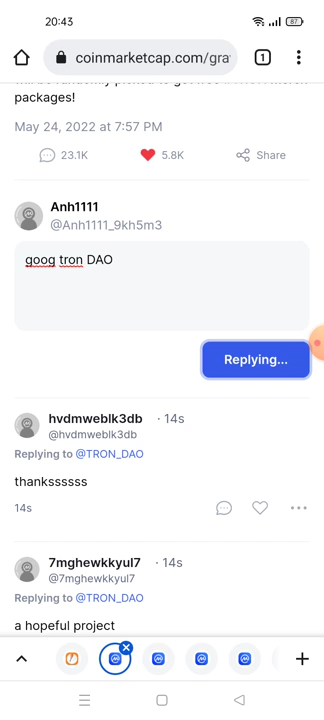 20:43
87
coinmarketcap.com/gra
1
packages!
May 24, 2022 at 7:57 PM
23.1K
5.8K
Share
Anh1111
@Anh1111_9kh5m3
goog tron DAO
Replying...
hvdmweblk3db · 14s
@hvdmweblk3db
Replying to @TRON_DAO
thankssssss
14s
7mghewkkyul7 · 14s
@7mghewkkyul7
Replying to @TRON_DAO
a hopeful project